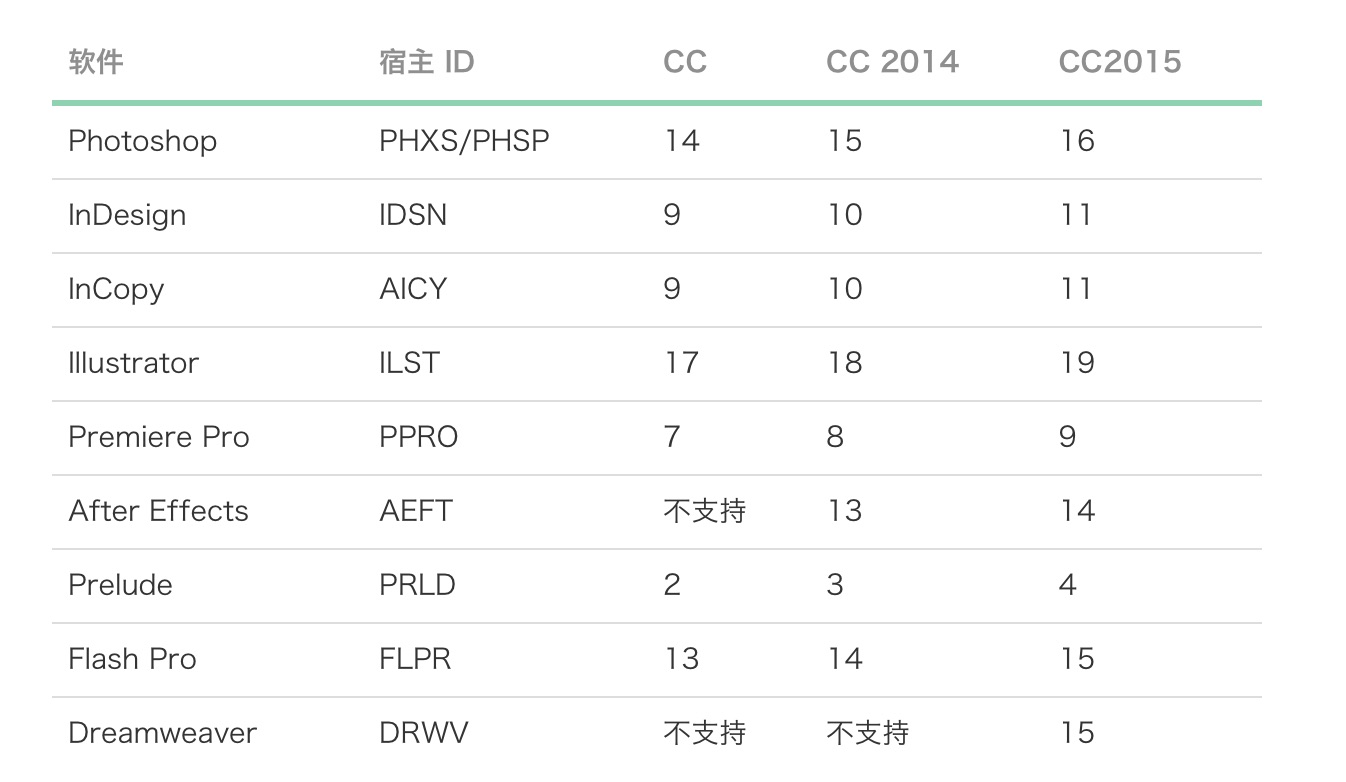 软件 宿主 ID CC CC 2014 CC2015
Photoshop PHXS/PHSP 14 15 16
InDesign IDSN 9 10 11
InCopy AICY 9 10 11
Illustrator ILST 17 18 19
Premiere Pro PPRO 7 8 9
After Effects AEFT 不支持 13 14
Prelude PRLD 2 3 4
Flash Pro FLPR 13 14 15
Dreamweaver DRWV 不支持 不支持 15